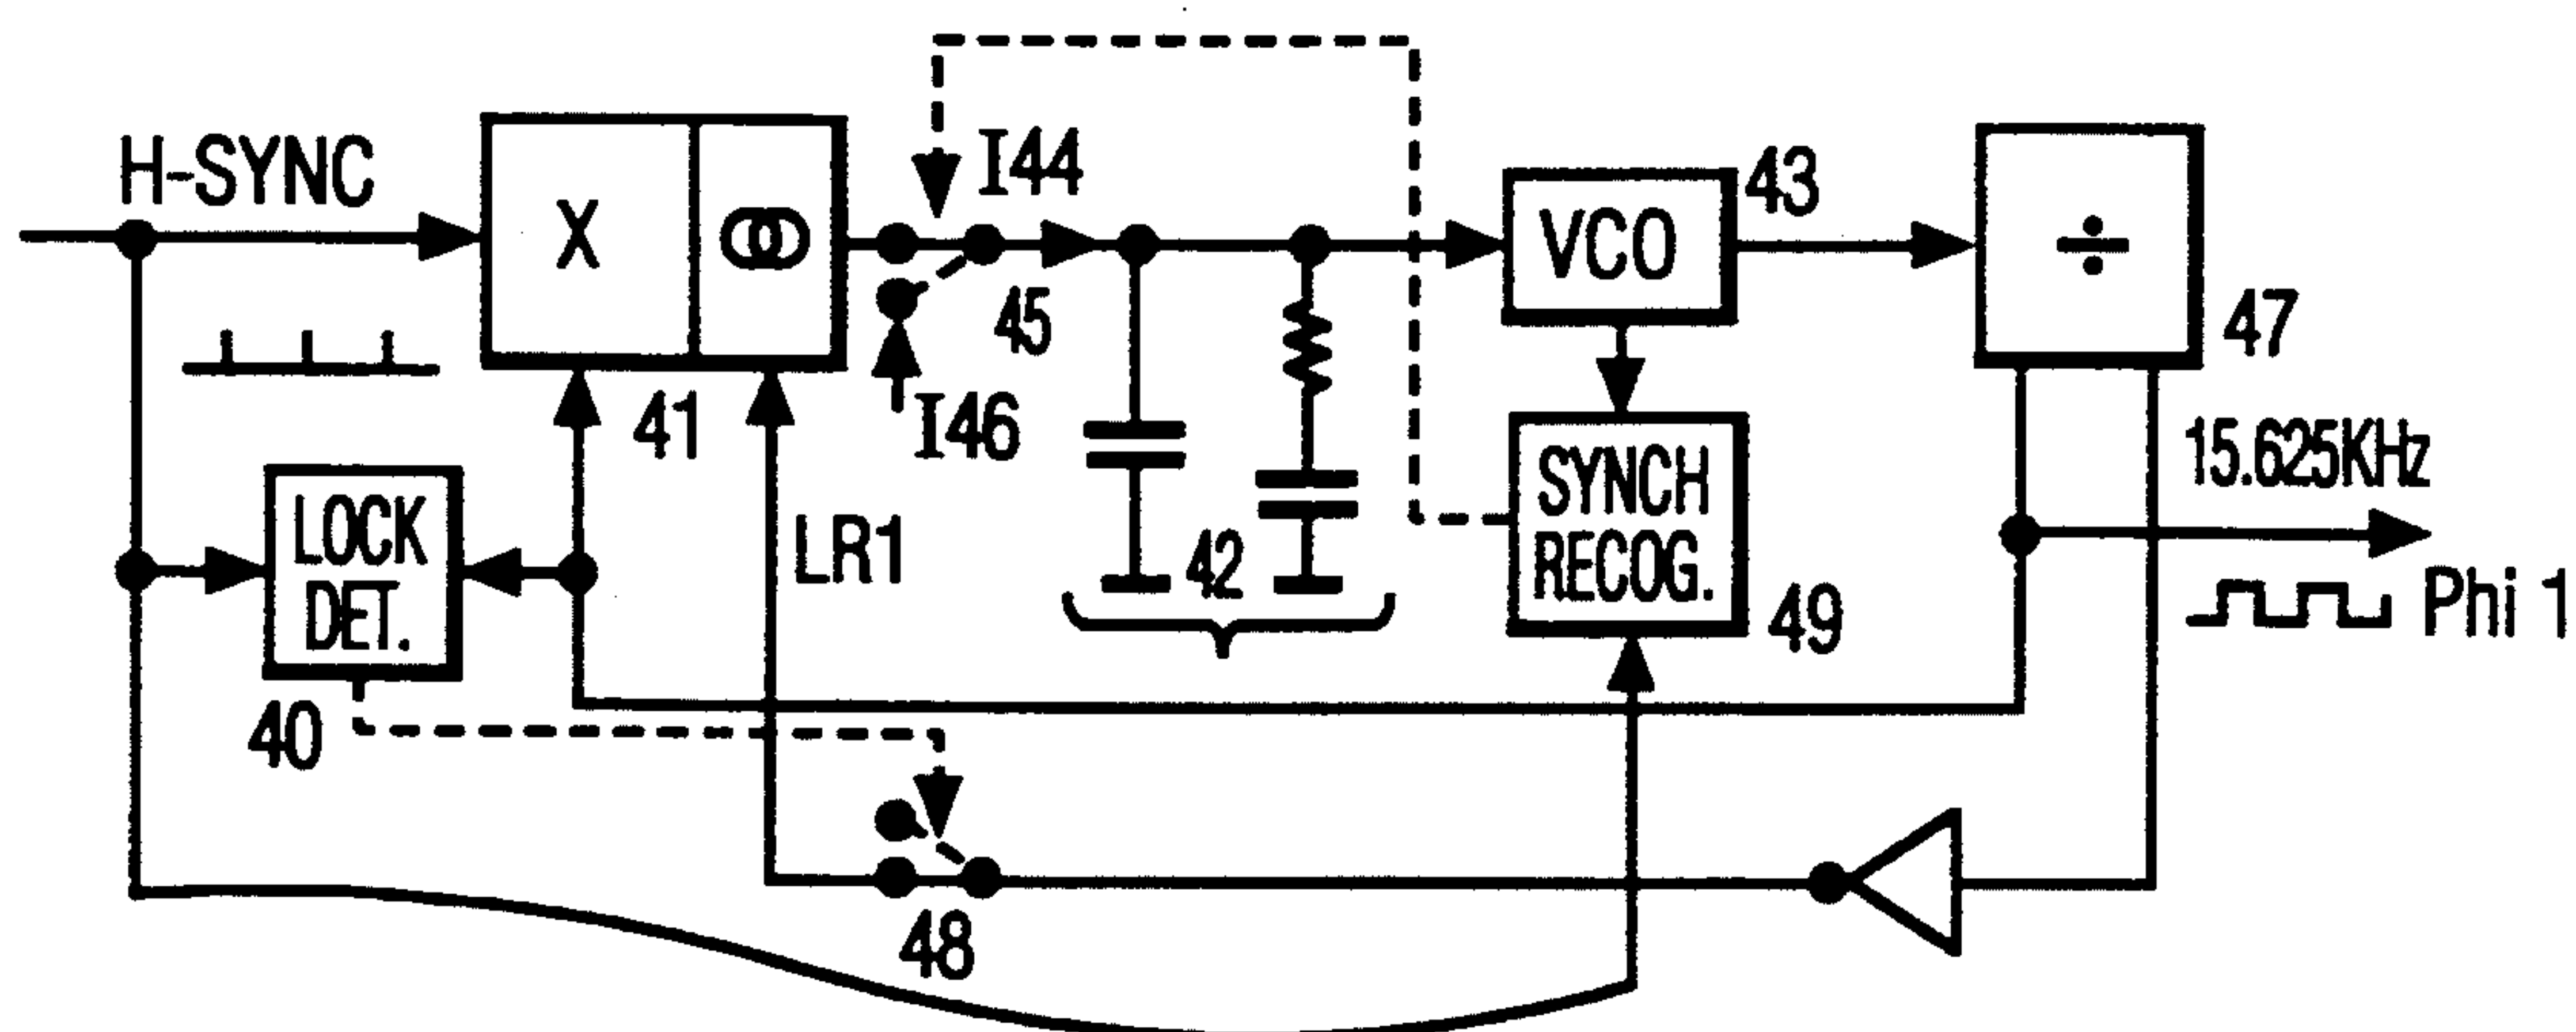 H-SYNC
X
I44
VCO
43
÷
47
45
I46
41
LOCK
DET.
40
LR1
42
SYNCH
RECOG.
49
15.625KHz
Phi 1
48